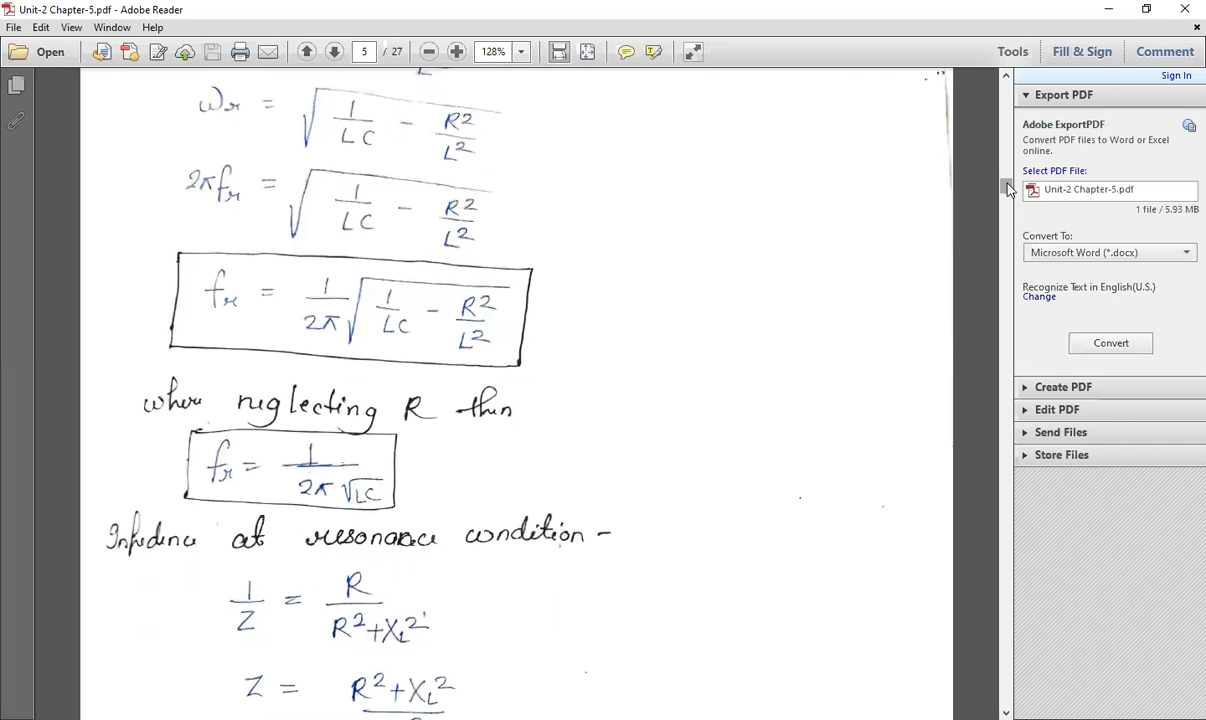 Unit-2 Chapter-5.pdf - Adobe Reader
File Edit View Window Help
Open 5 / 27 128% Tools Fill & Sign Comment
Sign In
Export PDF
Adobe ExportPDF
Convert PDF files to Word or Excel
online.
Select PDF File:
Unit-2 Chapter-5.pdf
1 file / 5.93 MB
Convert To:
Microsoft Word (*.docx)
Recognize Text in English(U.S.)
Change
Convert
Create PDF
Edit PDF
Send Files
Store Files
ωr = √(1/LC - R²/L²)
2πfr = √(1/LC - R²/L²)
fr = 1/2π √(1/LC - R²/L²)
where neglecting R then
fr = 1/2π√LC
Impedence at resonance condition -
1/Z = R/R²+XL²
Z = R²+XL²